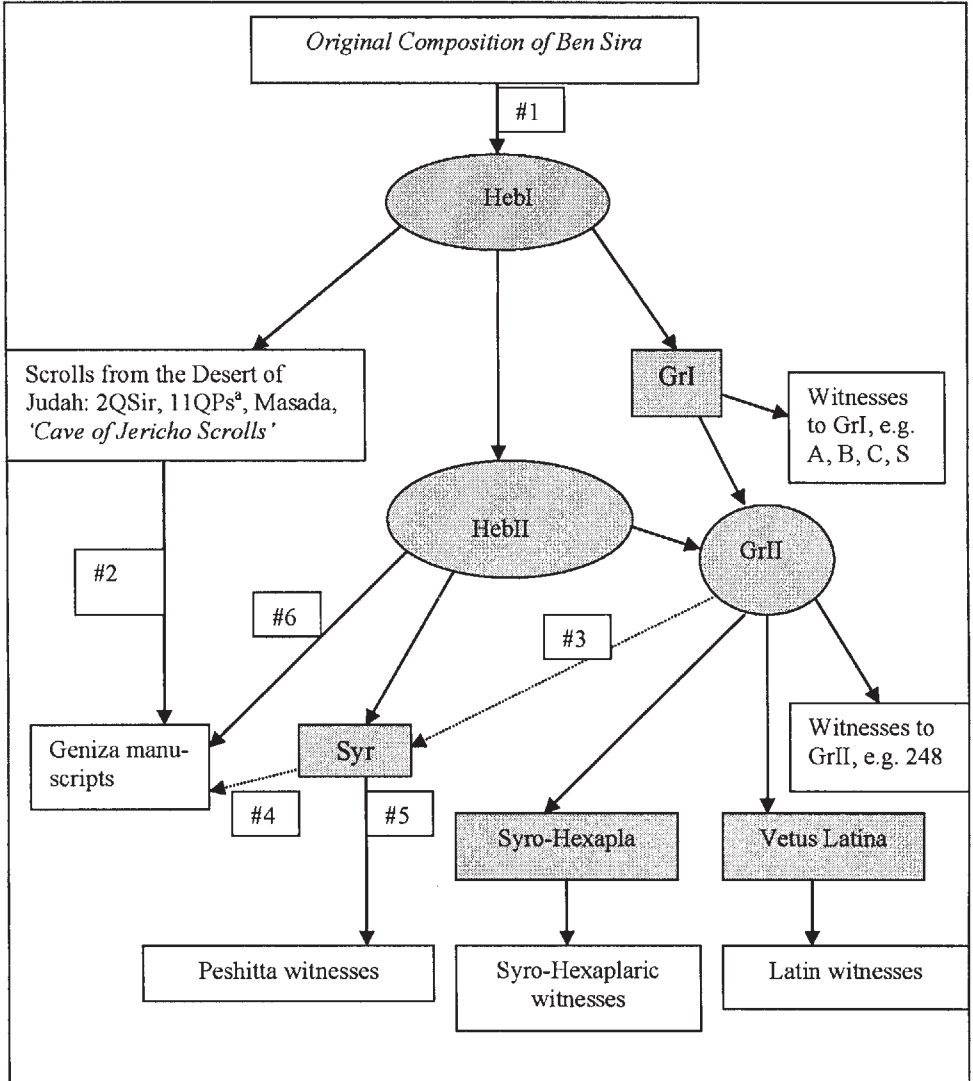 Original Composition of Ben Sira
#1
HebI
Scrolls from the Desert of
Judah: 2QSir, 11QPsᵃ, Masada,
‘Cave of Jericho Scrolls’
GrI
Witnesses
to GrI, e.g.
A, B, C, S
HebII
GrII
#2
#6
#3
Geniza manu-
scripts
Syr
Witnesses to
GrII, e.g. 248
#4
#5
Syro-Hexapla
Vetus Latina
Peshitta witnesses
Syro-Hexaplaric
witnesses
Latin witnesses